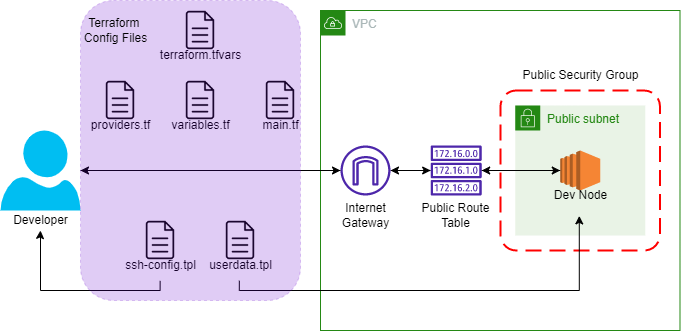 Terraform
Config Files
terraform.tfvars
providers.tf
variables.tf
main.tf
Developer
ssh-config.tpl
userdata.tpl
VPC
Internet
Gateway
172.16.0.0
172.16.1.0
172.16.2.0
Public Route
Table
Public Security Group
Public subnet
Dev Node